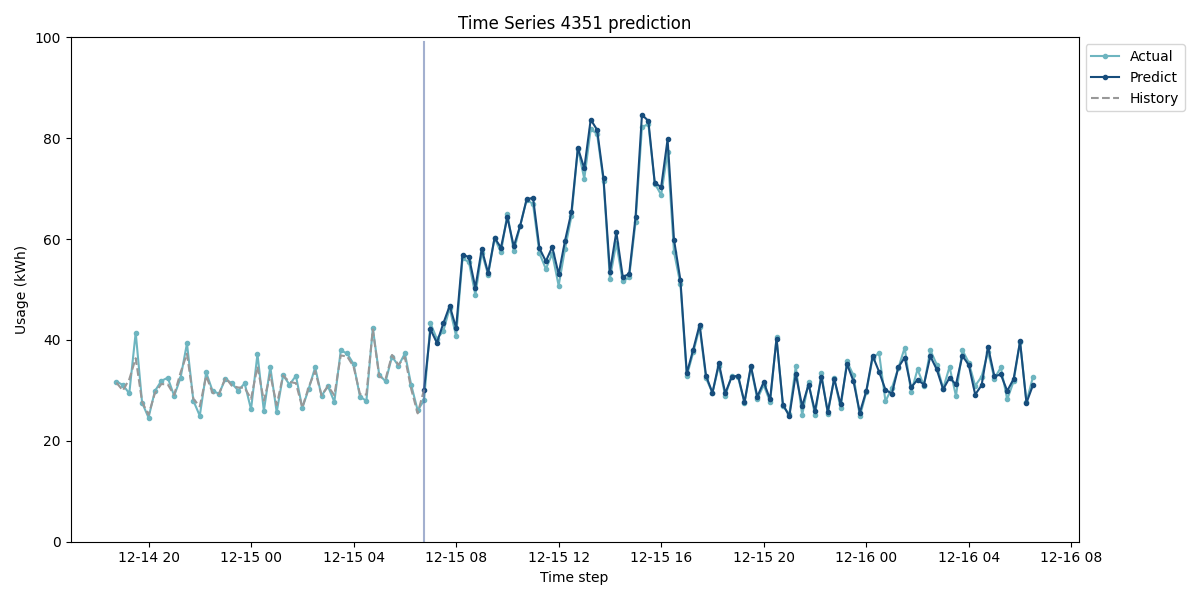 Time Series 4351 prediction
100
80
60
40
20
0
Usage (kWh)
12-14 20
12-15 00
12-15 04
12-15 08
12-15 12
12-15 16
12-15 20
12-16 00
12-16 04
12-16 08
Time step
Actual
Predict
History